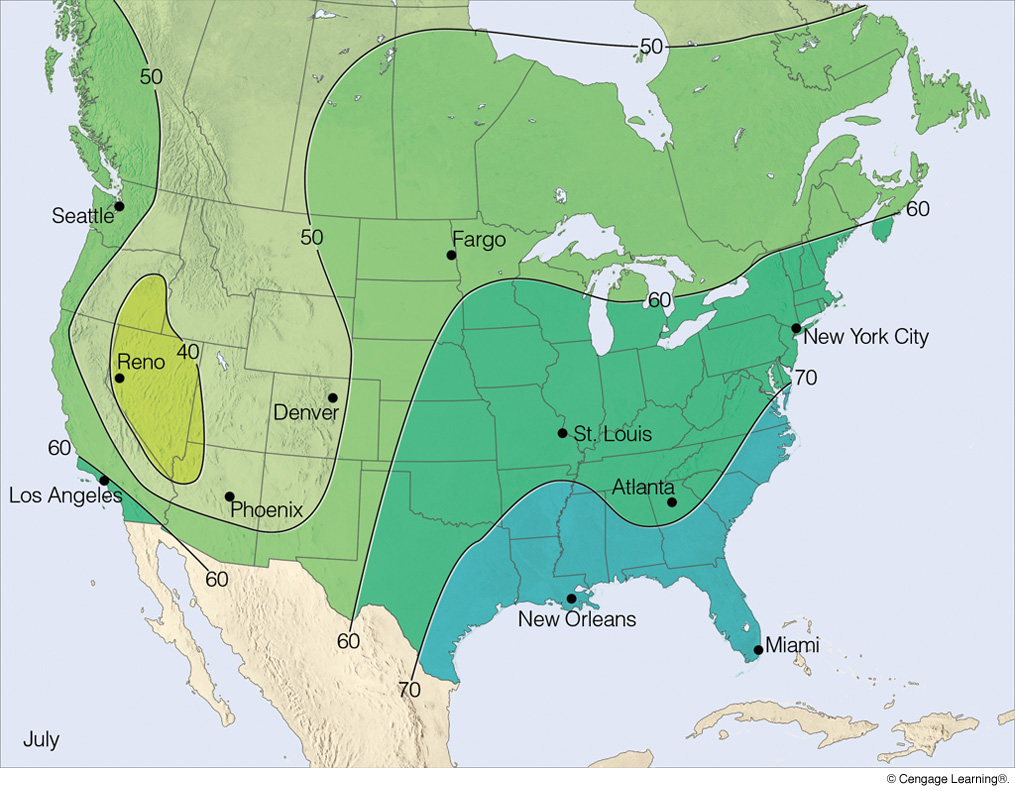 50
50
Seattle
60
50
Fargo
60
New York City
40
Reno
70
Denver
St. Louis
60
Atlanta
Los Angeles
Phoenix
60
New Orleans
60
Miami
70
July
© Cengage Learning®.